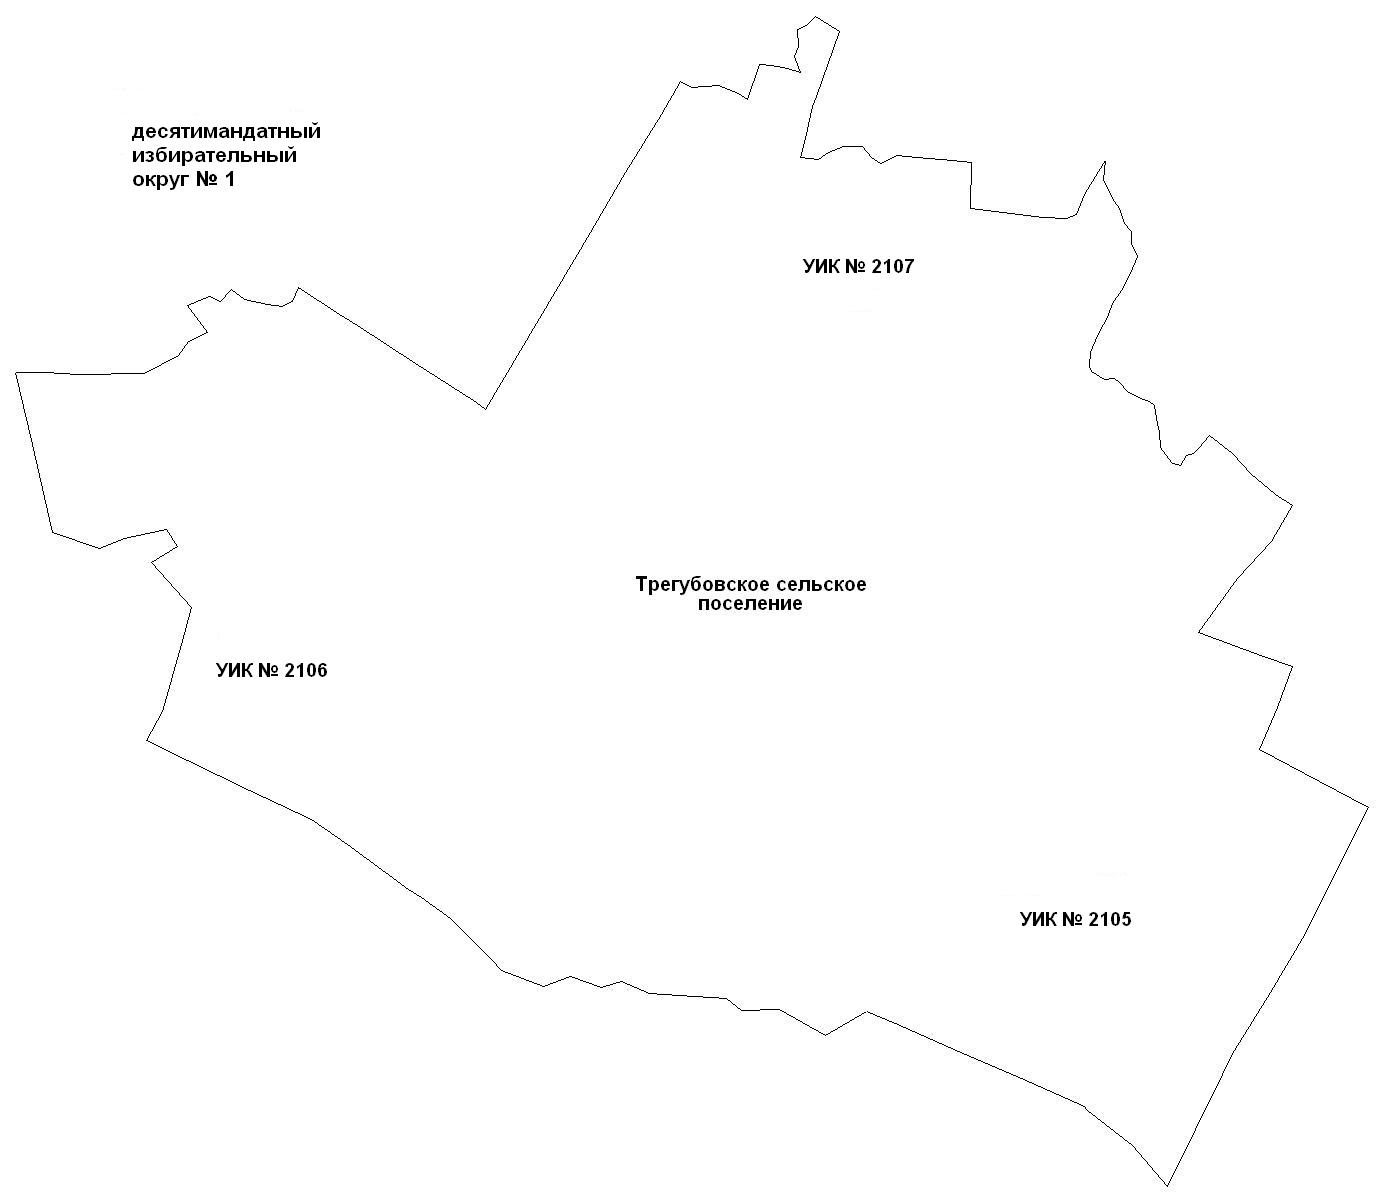 десятимандатный
избирательный
округ № 1
УИК № 2107
Трегубовское сельское
поселение
УИК № 2106
УИК № 2105